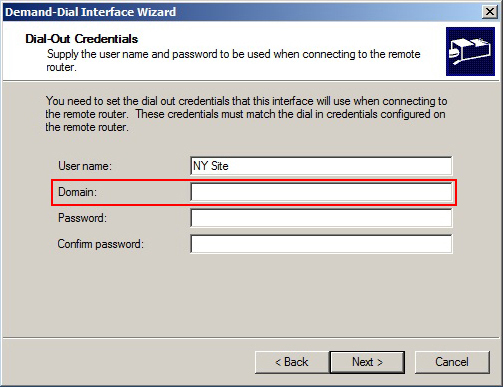 Demand-Dial Interface Wizard
Dial-Out Credentials
Supply the user name and password to be used when connecting to the remote
router.
You need to set the dial out credentials that this interface will use when connecting to
the remote router. These credentials must match the dial in credentials configured on
the remote router.
User name: NY Site
Domain:
Password:
Confirm password:
< Back Next > Cancel